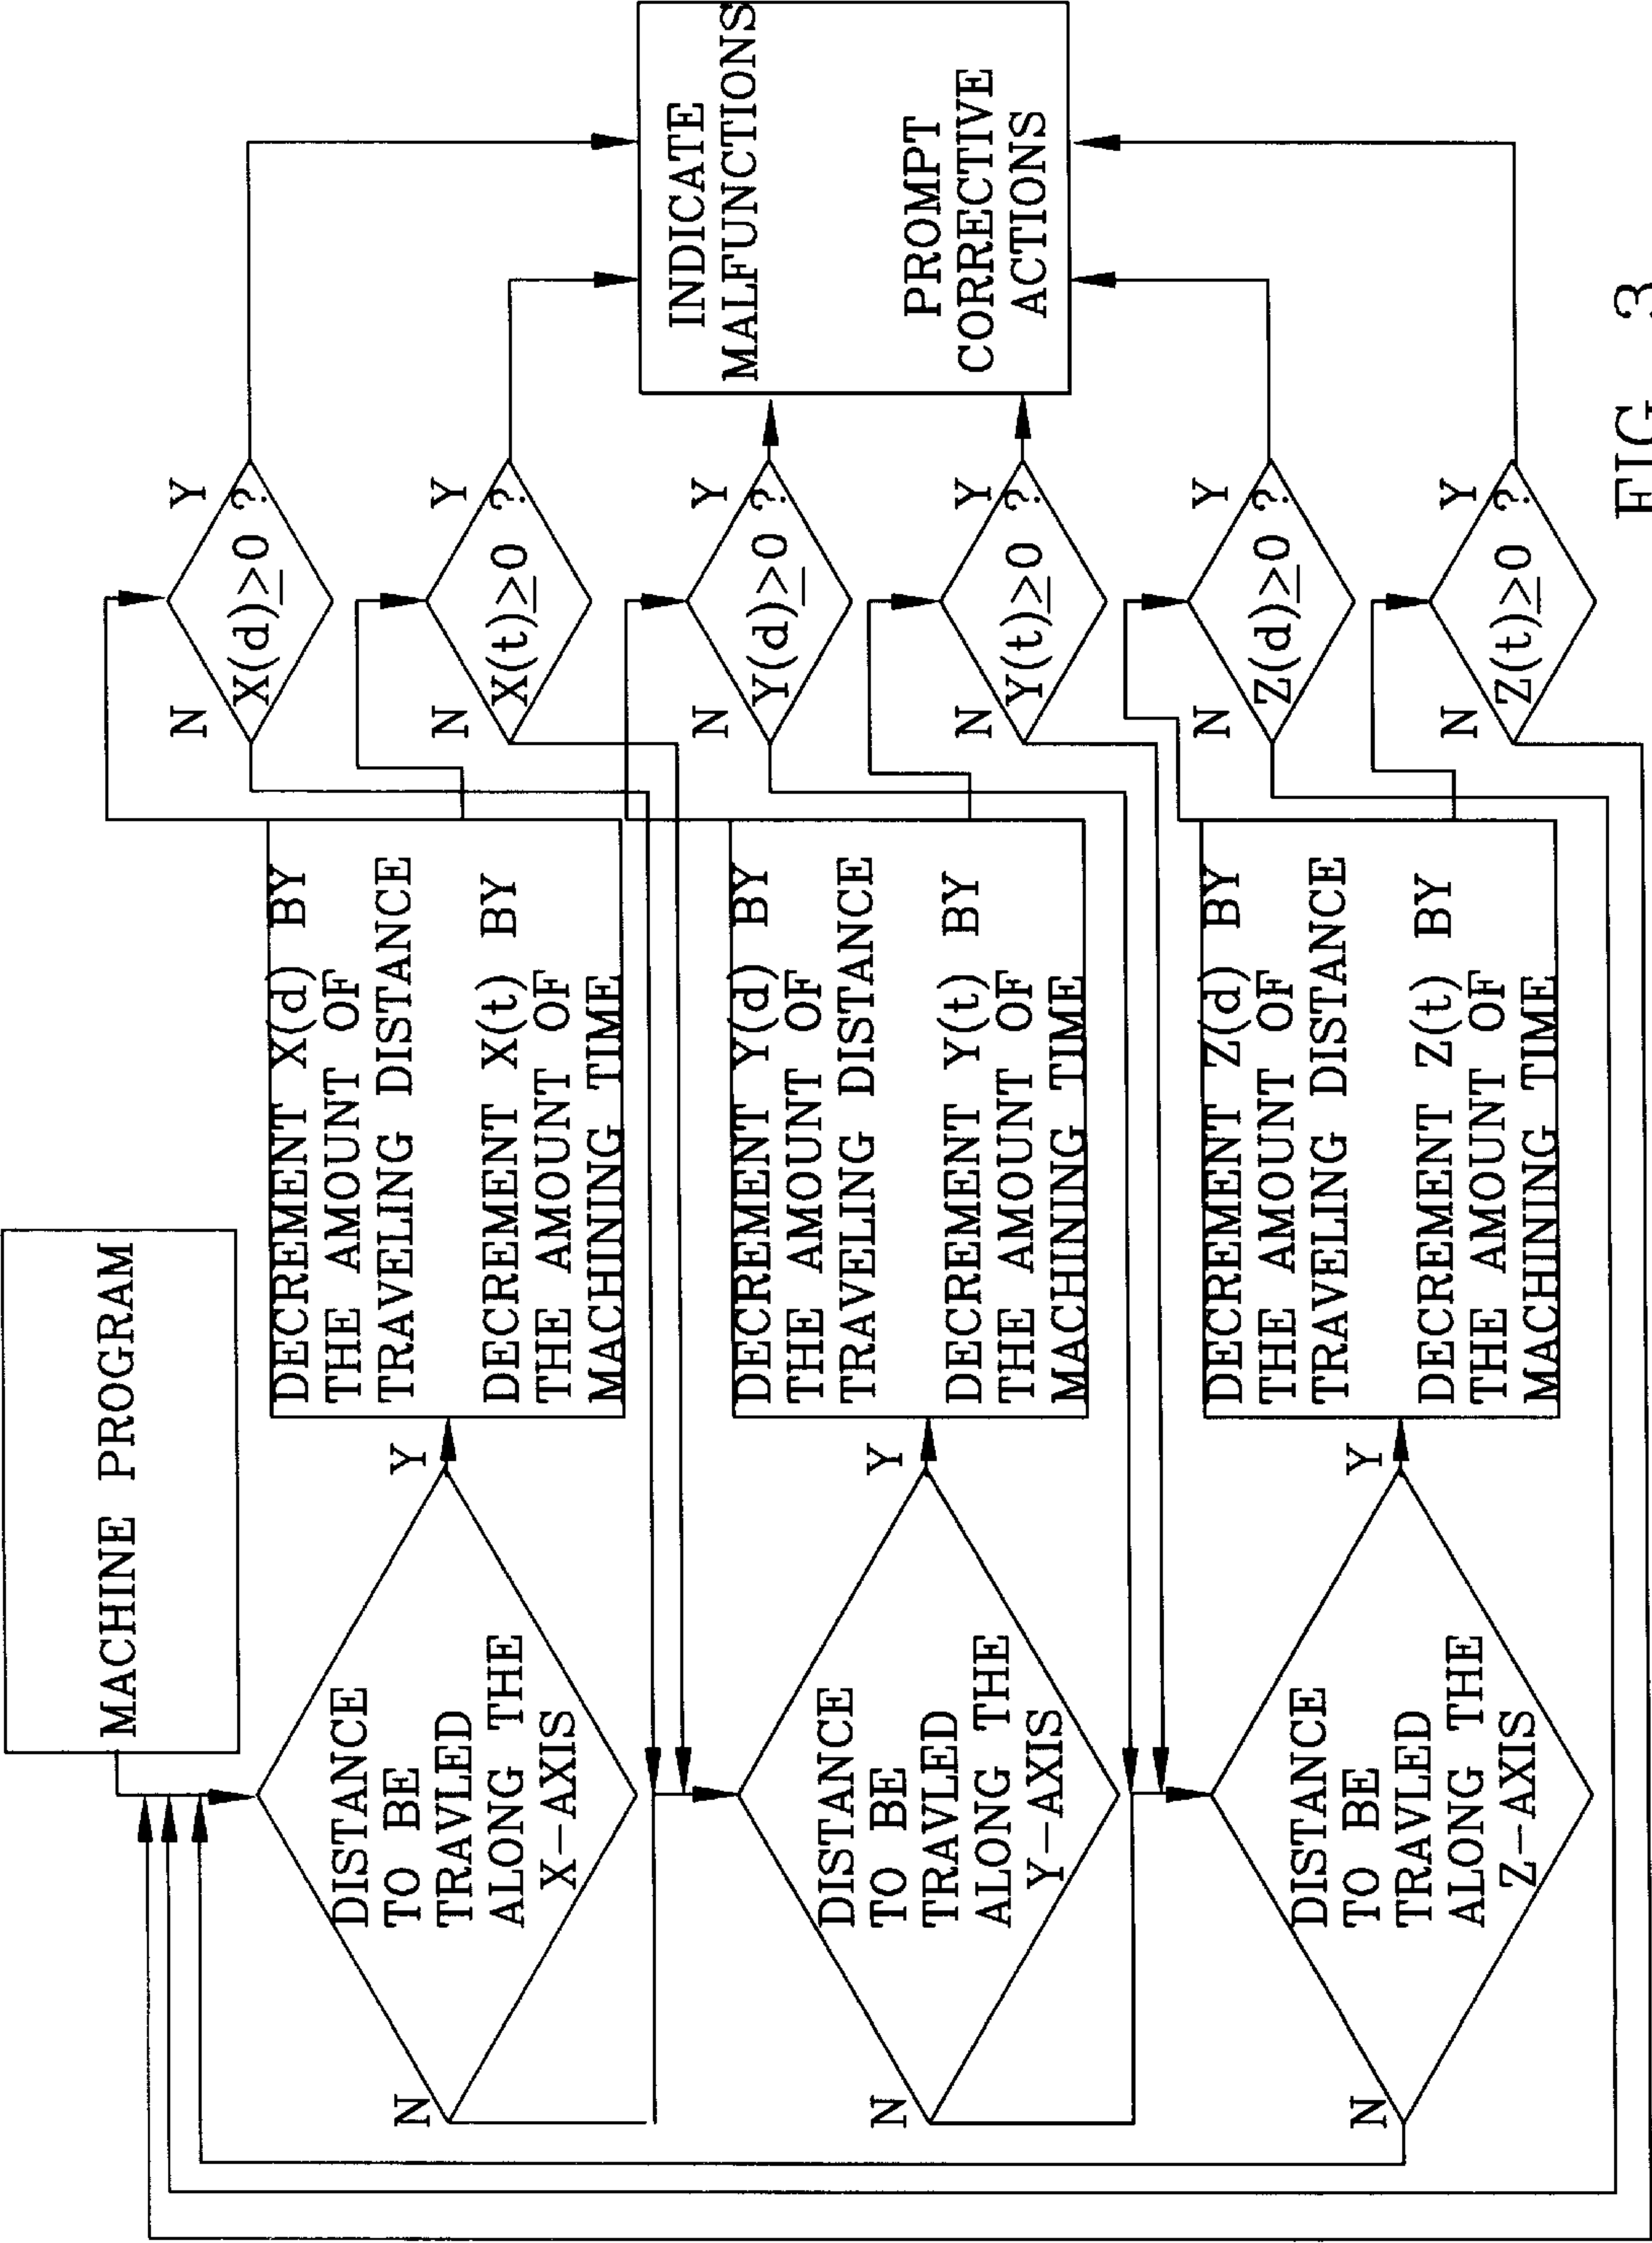 MACHINE PROGRAM
N
DISTANCE
TO BE
TRAVLED
ALONG THE
X-AXIS
Y
DECREMENT X(d) BY
THE AMOUNT OF
TRAVELING DISTANCE
DECREMENT X(t) BY
THE AMOUNT OF
MACHINING TIME
N
X(d)≥0 ?
Y
N
X(t)≥0 ?
Y
N
DISTANCE
TO BE
TRAVLED
ALONG THE
Y-AXIS
Y
DECREMENT Y(d) BY
THE AMOUNT OF
TRAVELING DISTANCE
DECREMENT Y(t) BY
THE AMOUNT OF
MACHINING TIME
N
Y(d)≥0 ?
Y
N
Y(t)≥0 ?
Y
INDICATE
MALFUNCTIONS
PROMPT
CORRECTIVE
ACTIONS
N
DISTANCE
TO BE
TRAVLED
ALONG THE
Z-AXIS
Y
DECREMENT Z(d) BY
THE AMOUNT OF
TRAVELING DISTANCE
DECREMENT Z(t) BY
THE AMOUNT OF
MACHINING TIME
N
Z(d)≥0 ?
Y
N
Z(t)≥0 ?
Y
FIG 3